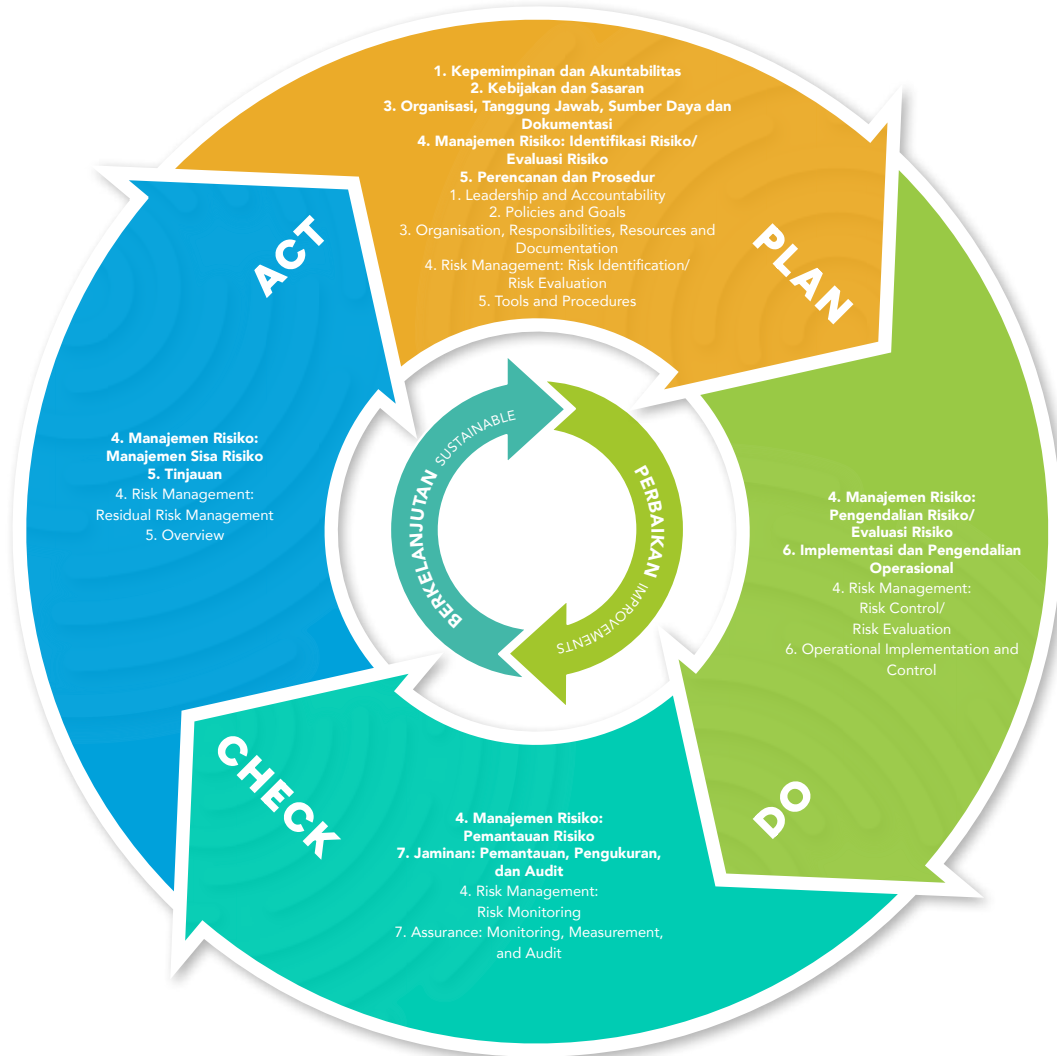 1. Kepemimpinan dan Akuntabilitas
2. Kebijakan dan Sasaran
3. Organisasi, Tanggung Jawab, Sumber Daya dan
Dokumentasi
4. Manajemen Risiko: Identifikasi Risiko/
Evaluasi Risiko
5. Perencanan dan Prosedur
1. Leadership and Accountability
2. Policies and Goals
3. Organisation, Responsibilities, Resources and
Documentation
4. Risk Management: Risk Identification/
Risk Evaluation
5. Tools and Procedures
PLAN
4. Manajemen Risiko:
Pengendalian Risiko/
Evaluasi Risiko
6. Implementasi dan Pengendalian
Operasional
4. Risk Management:
Risk Control/
Risk Evaluation
6. Operational Implementation and
Control
DO
4. Manajemen Risiko:
Pemantauan Risiko
7. Jaminan: Pemantauan, Pengukuran,
dan Audit
4. Risk Management:
Risk Monitoring
7. Assurance: Monitoring, Measurement,
and Audit
CHECK
4. Manajemen Risiko:
Manajemen Sisa Risiko
5. Tinjauan
4. Risk Management:
Residual Risk Management
5. Overview
ACT
PERBAIKAN IMPROVEMENTS
BERKELANJUTAN SUSTAINABLE